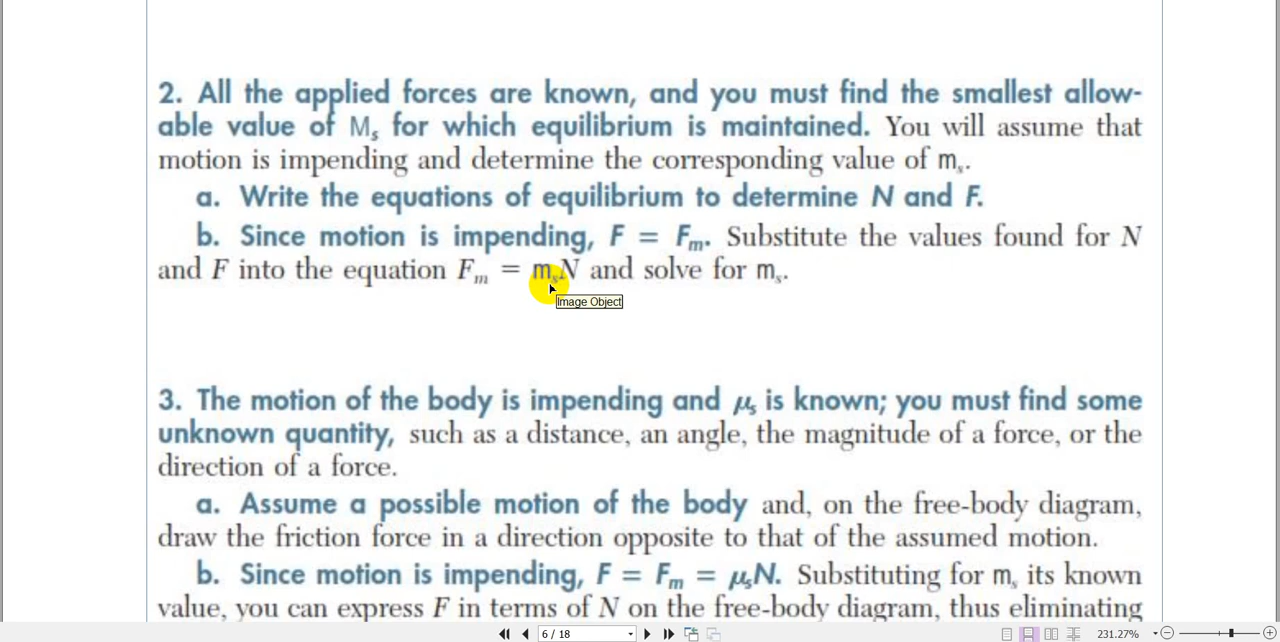 2. All the applied forces are known, and you must find the smallest allow-
able value of Ms for which equilibrium is maintained. You will assume that
motion is impending and determine the corresponding value of ms.
a. Write the equations of equilibrium to determine N and F.
b. Since motion is impending, F = Fm. Substitute the values found for N
and F into the equation Fm = msN and solve for ms.
Image Object
3. The motion of the body is impending and μs is known; you must find some
unknown quantity, such as a distance, an angle, the magnitude of a force, or the
direction of a force.
a. Assume a possible motion of the body and, on the free-body diagram,
draw the friction force in a direction opposite to that of the assumed motion.
b. Since motion is impending, F = Fm = μsN. Substituting for ms its known
value, you can express F in terms of N on the free-body diagram, thus eliminating
6 / 18
231.27%